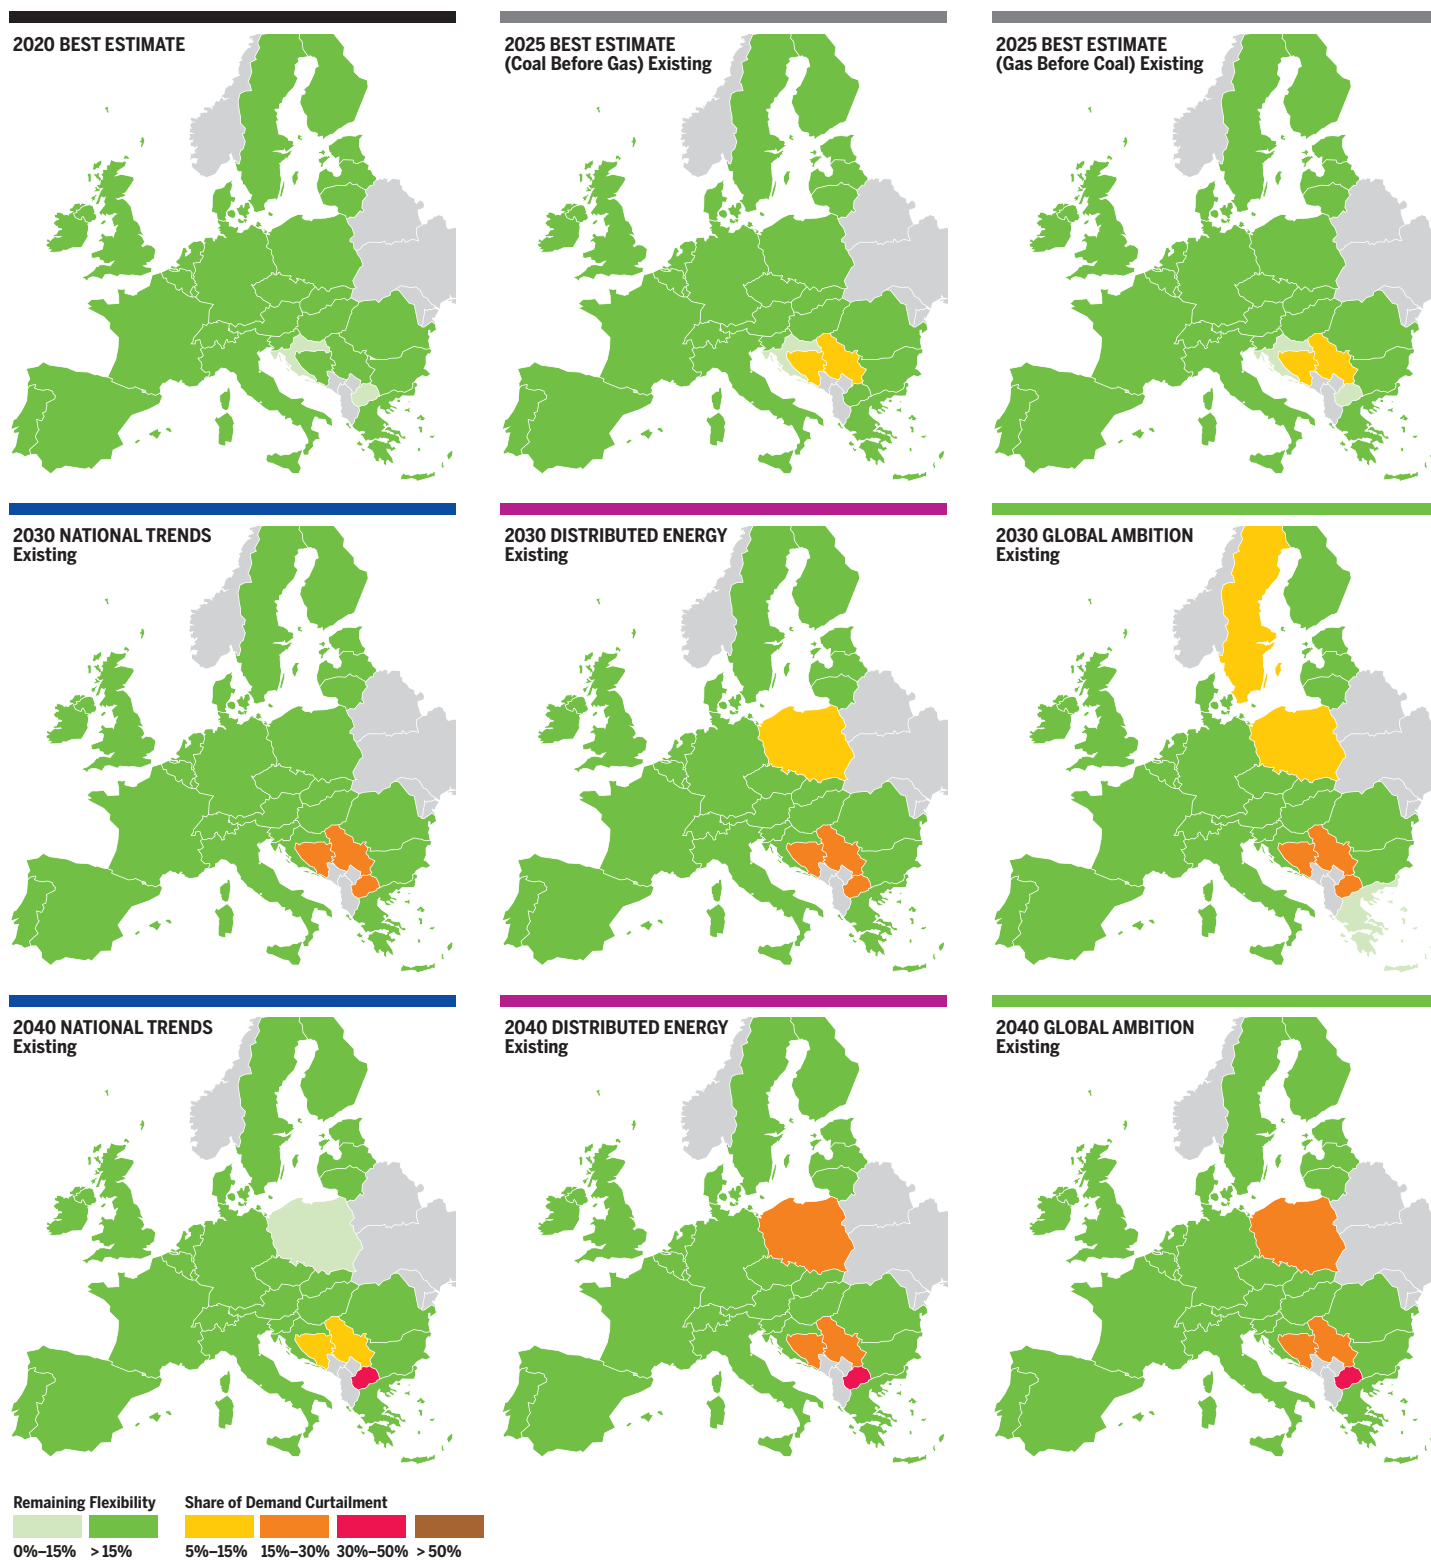 2020 BEST ESTIMATE
2025 BEST ESTIMATE
(Coal Before Gas) Existing
2025 BEST ESTIMATE
(Gas Before Coal) Existing
2030 NATIONAL TRENDS
Existing
2030 DISTRIBUTED ENERGY
Existing
2030 GLOBAL AMBITION
Existing
2040 NATIONAL TRENDS
Existing
2040 DISTRIBUTED ENERGY
Existing
2040 GLOBAL AMBITION
Existing
Remaining Flexibility
0%–15% > 15%
Share of Demand Curtailment
5%–15% 15%–30% 30%–50% > 50%